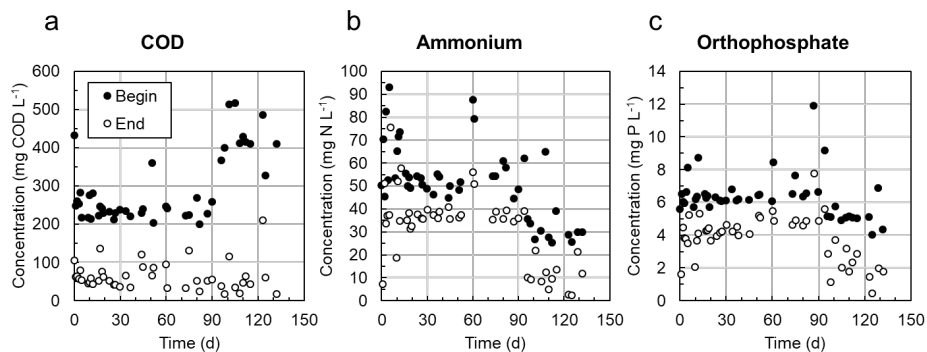 a
COD
Concentration (mg COD L-1)
600
500
400
300
200
100
0
Begin
End
0 30 60 90 120 150
Time (d)
b
Ammonium
Concentration (mg N L-1)
100
90
80
70
60
50
40
30
20
10
0
0 30 60 90 120 150
Time (d)
c
Orthophosphate
Concentration (mg P L-1)
14
12
10
8
6
4
2
0
0 30 60 90 120 150
Time (d)